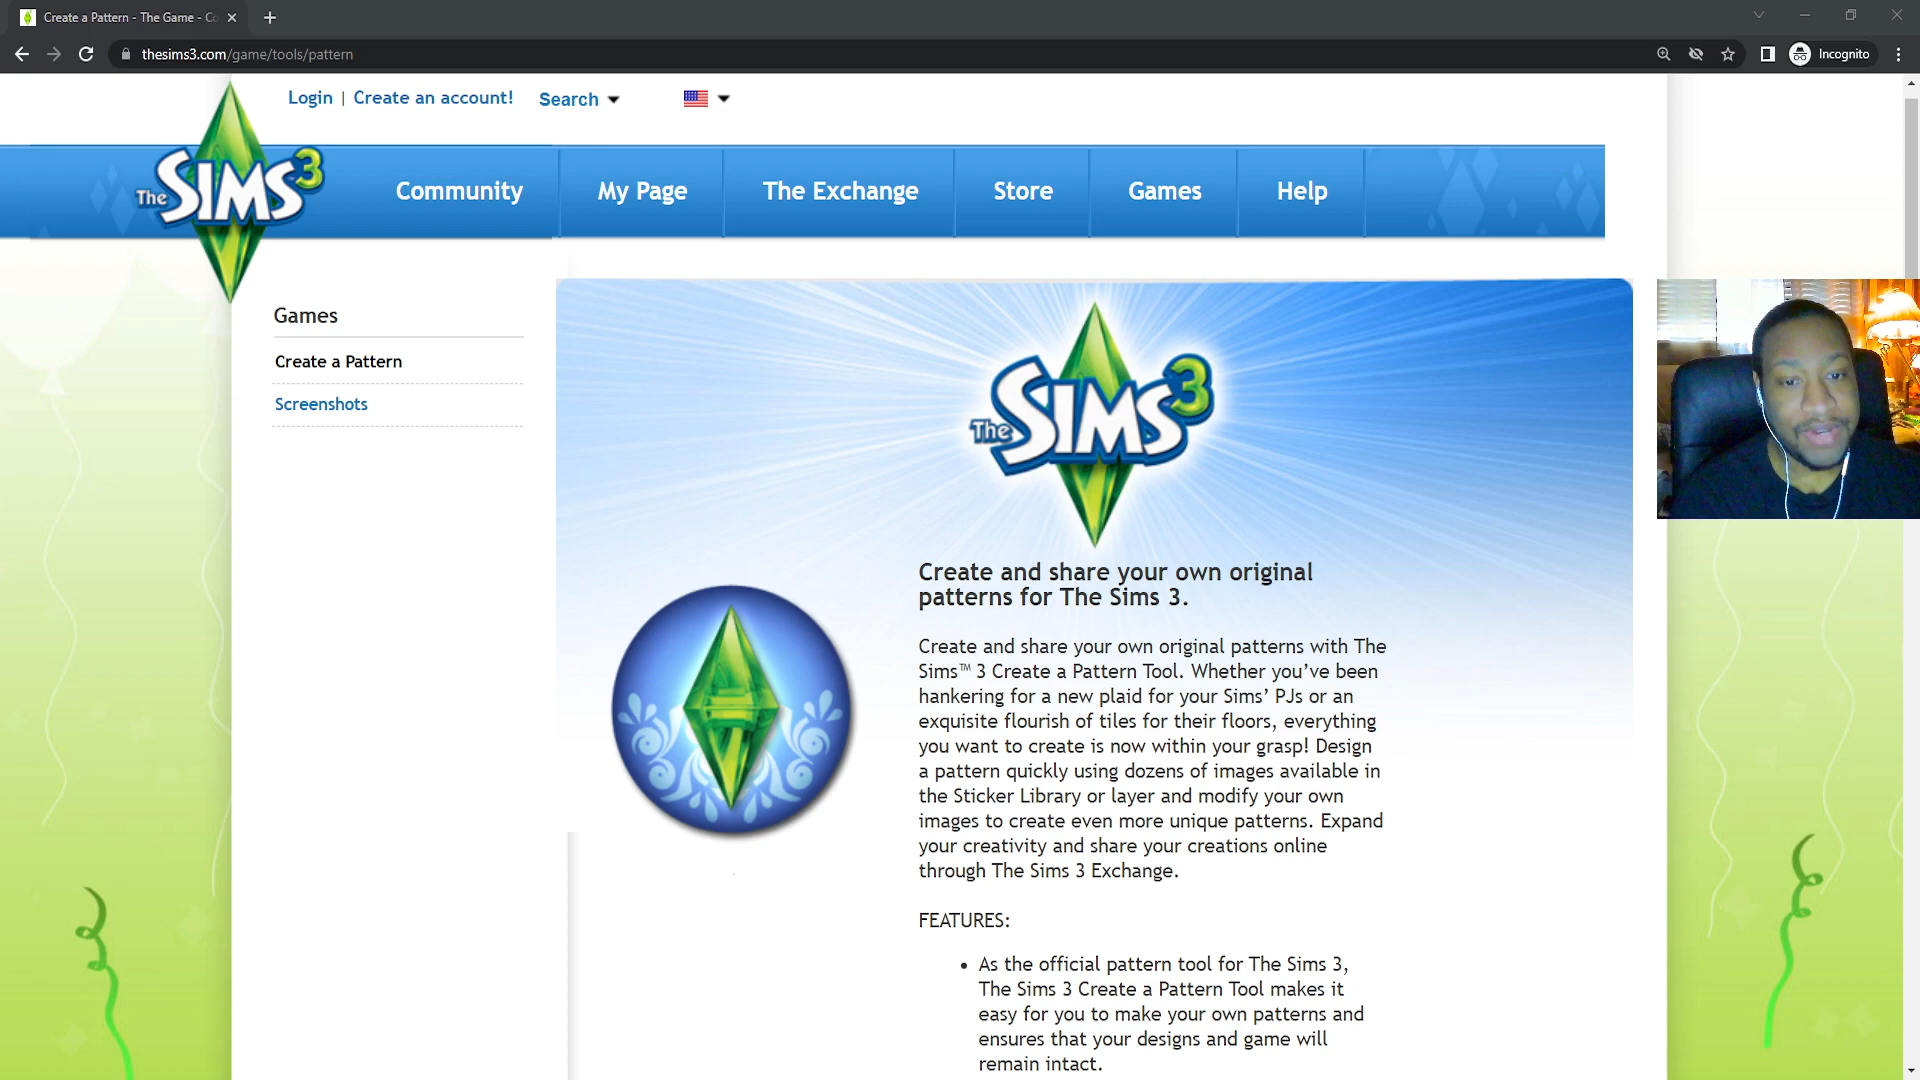 Create a Pattern - The Game - Co
thesims3.com/game/tools/pattern
Incognito
Login | Create an account! Search
The SIMS 3
Community My Page The Exchange Store Games Help
Games
Create a Pattern
Screenshots
The SIMS 3
Create and share your own original
patterns for The Sims 3.
Create and share your own original patterns with The
Sims™ 3 Create a Pattern Tool. Whether you’ve been
hankering for a new plaid for your Sims’ PJs or an
exquisite flourish of tiles for their floors, everything
you want to create is now within your grasp! Design
a pattern quickly using dozens of images available in
the Sticker Library or layer and modify your own
images to create even more unique patterns. Expand
your creativity and share your creations online
through The Sims 3 Exchange.
FEATURES:
• As the official pattern tool for The Sims 3,
The Sims 3 Create a Pattern Tool makes it
easy for you to make your own patterns and
ensures that your designs and game will
remain intact.